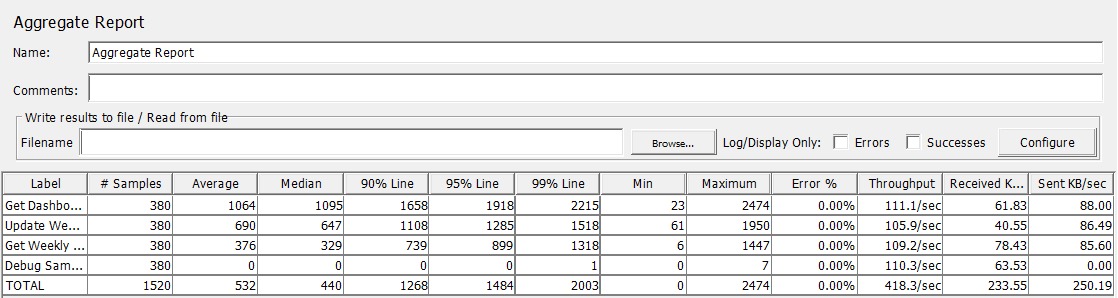 Aggregate Report
Name: Aggregate Report
Comments:
Write results to file / Read from file
Filename Browse... Log/Display Only: Errors Successes Configure
Label # Samples Average Median 90% Line 95% Line 99% Line Min Maximum Error % Throughput Received K... Sent KB/sec
Get Dashbo... 380 1064 1095 1658 1918 2215 23 2474 0.00% 111.1/sec 61.83 88.00
Update We... 380 690 647 1108 1285 1518 61 1950 0.00% 105.9/sec 40.55 86.49
Get Weekly ... 380 376 329 739 899 1318 6 1447 0.00% 109.2/sec 78.43 85.60
Debug Sam... 380 0 0 0 0 1 0 7 0.00% 110.3/sec 63.53 0.00
TOTAL 1520 532 440 1268 1484 2003 0 2474 0.00% 418.3/sec 233.55 250.19